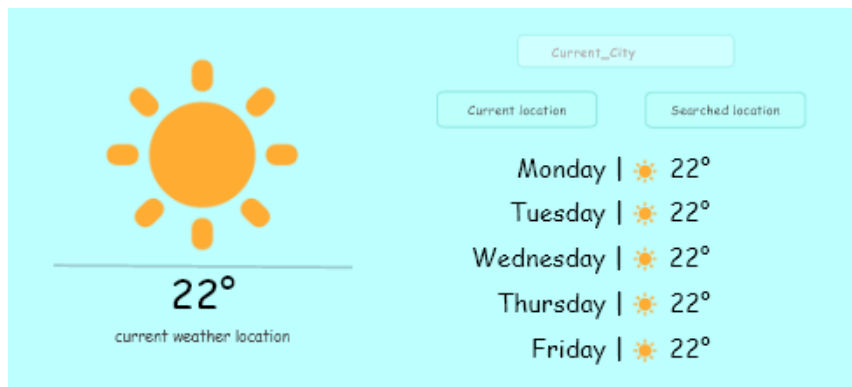 22°
current weather location
Current_City
Current location
Searched location
Monday | 22°
Tuesday | 22°
Wednesday | 22°
Thursday | 22°
Friday | 22°